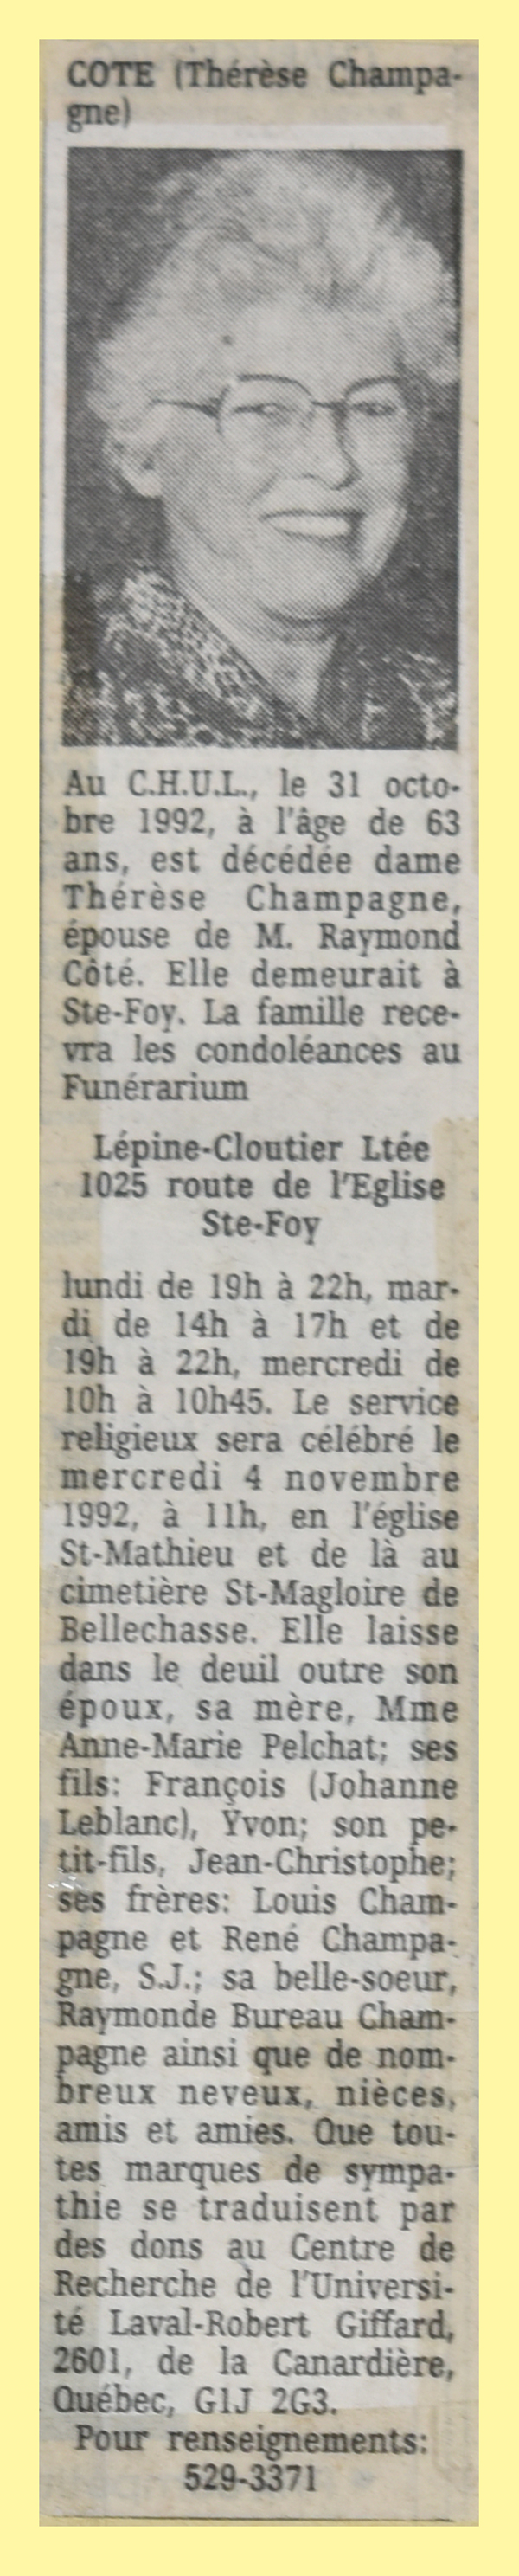 COTE (Thérèse Champa-
gne)
Au C.H.U.L., le 31 octo-
bre 1992, à l'âge de 63
ans, est décédée dame
Thérèse Champagne,
épouse de M. Raymond
Côté. Elle demeurait à
Ste-Foy. La famille rece-
vra les condoléances au
Funérarium
Lépine-Cloutier Ltée
1025 route de l'Eglise
Ste-Foy
lundi de 19h à 22h, mar-
di de 14h à 17h et de
19h à 22h, mercredi de
10h à 10h45. Le service
religieux sera célébré le
mercredi 4 novembre
1992, à 11h, en l'église
St-Mathieu et de là au
cimetière St-Magloire de
Bellechasse. Elle laisse
dans le deuil outre son
époux, sa mère, Mme
Anne-Marie Pelchat; ses
fils: François (Johanne
Leblanc), Yvon; son pe-
tit-fils, Jean-Christophe;
ses frères: Louis Cham-
pagne et René Champa-
gne, S.J.; sa belle-soeur,
Raymonde Bureau Cham-
pagne ainsi que de nom-
breux neveux, nièces,
amis et amies. Que tou-
tes marques de sympa-
thie se traduisent par
des dons au Centre de
Recherche de l'Universi-
té Laval-Robert Giffard,
2601, de la Canardière,
Québec, G1J 2G3.
Pour renseignements:
529-3371